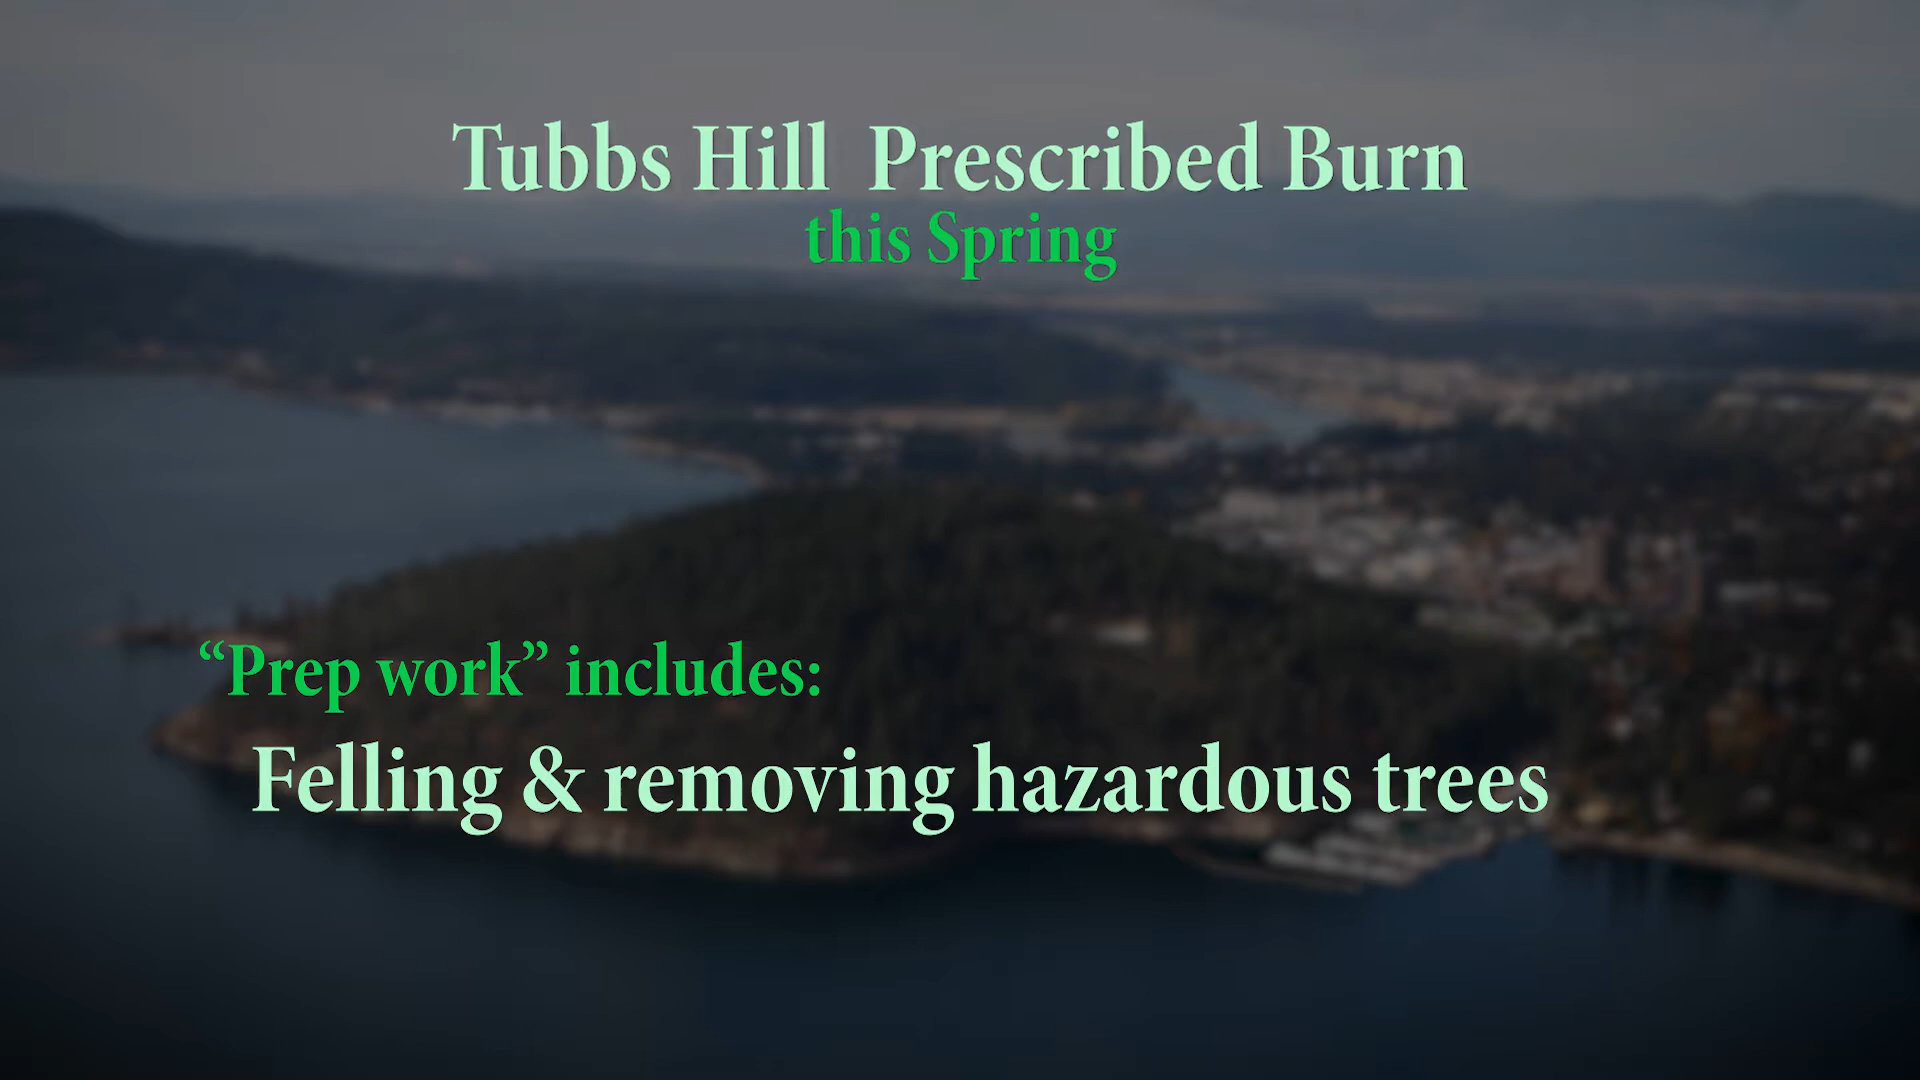 Tubbs Hill  Prescribed Burn
this Spring
“Prep work” includes:
Felling & removing hazardous trees